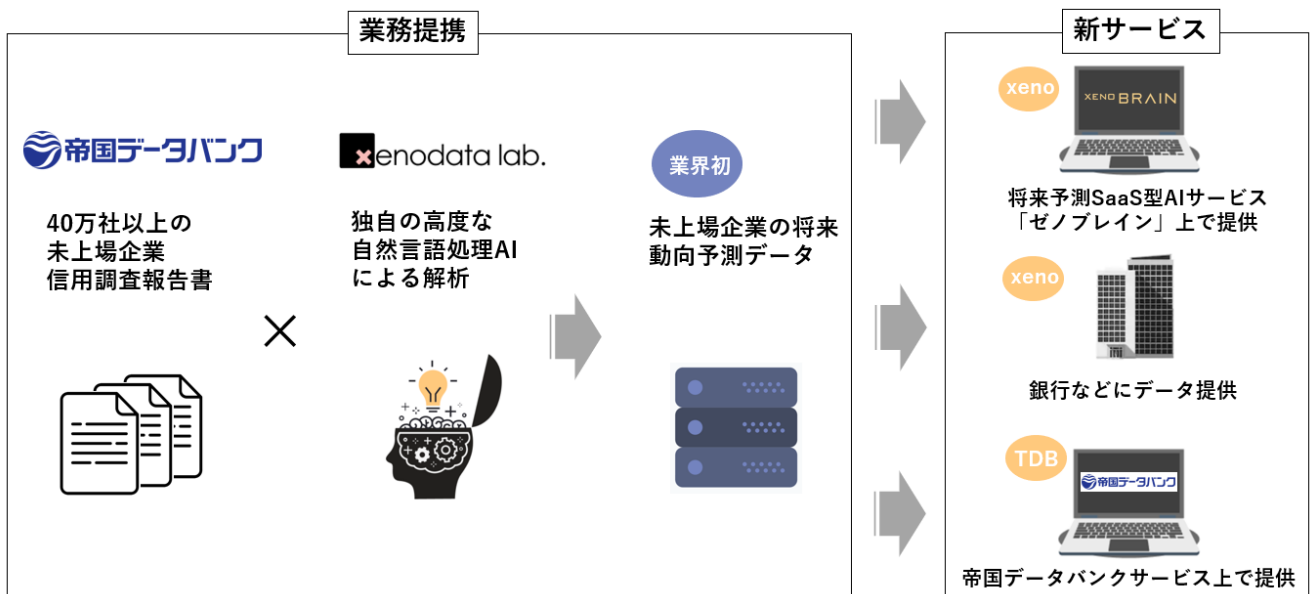 業務提携
帝国データバンク
40万社以上の
未上場企業
信用調査報告書
×
xenodata lab.
独自の高度な
自然言語処理AI
による解析
業界初
未上場企業の将来
動向予測データ
新サービス
xeno
XENO BRAIN
将来予測SaaS型AIサービス
「ゼノブレイン」上で提供
xeno
銀行などにデータ提供
TDB
帝国データバンク
帝国データバンクサービス上で提供